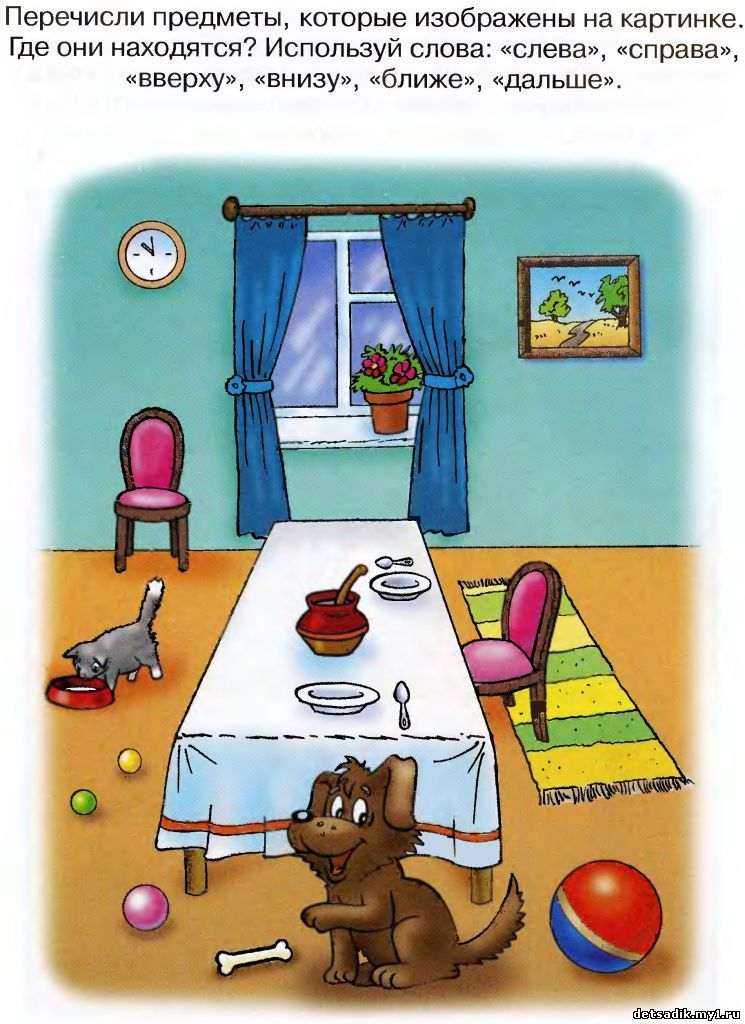 Перечисли предметы, которые изображены на картинке.
Где они находятся? Используй слова: «слева», «справа»,
«вверху», «внизу», «ближе», «дальше».
detsadik.my1.ru